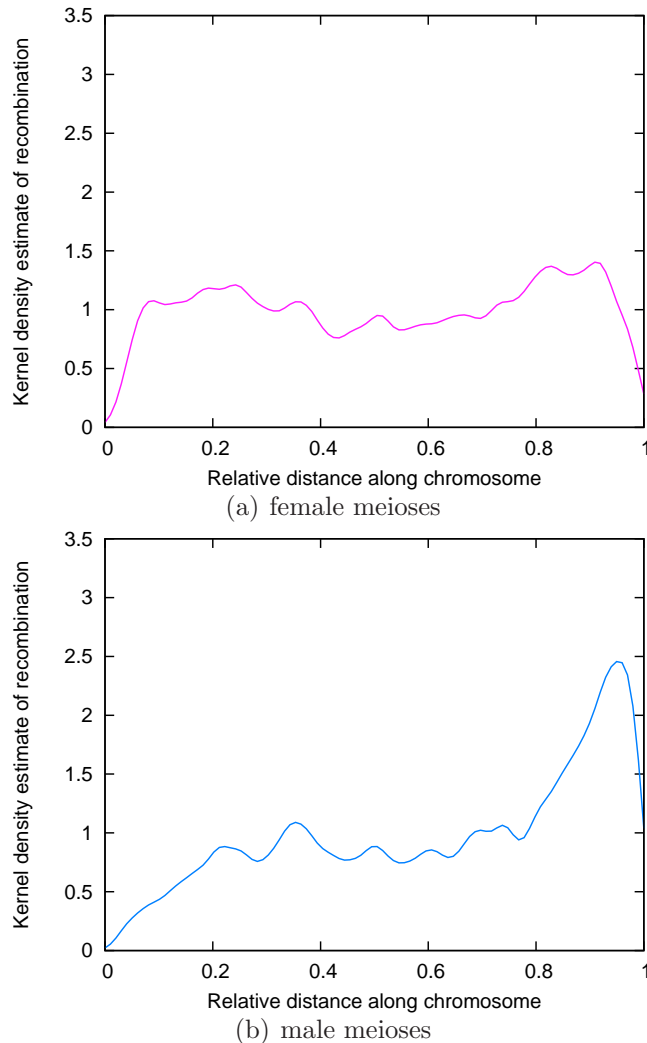 3.5
3
2.5
2
1.5
1
0.5
0
0 0.2 0.4 0.6 0.8 1
Kernel density estimate of recombination
Relative distance along chromosome
(a) female meioses
3.5
3
2.5
2
1.5
1
0.5
0
0 0.2 0.4 0.6 0.8 1
Kernel density estimate of recombination
Relative distance along chromosome
(b) male meioses